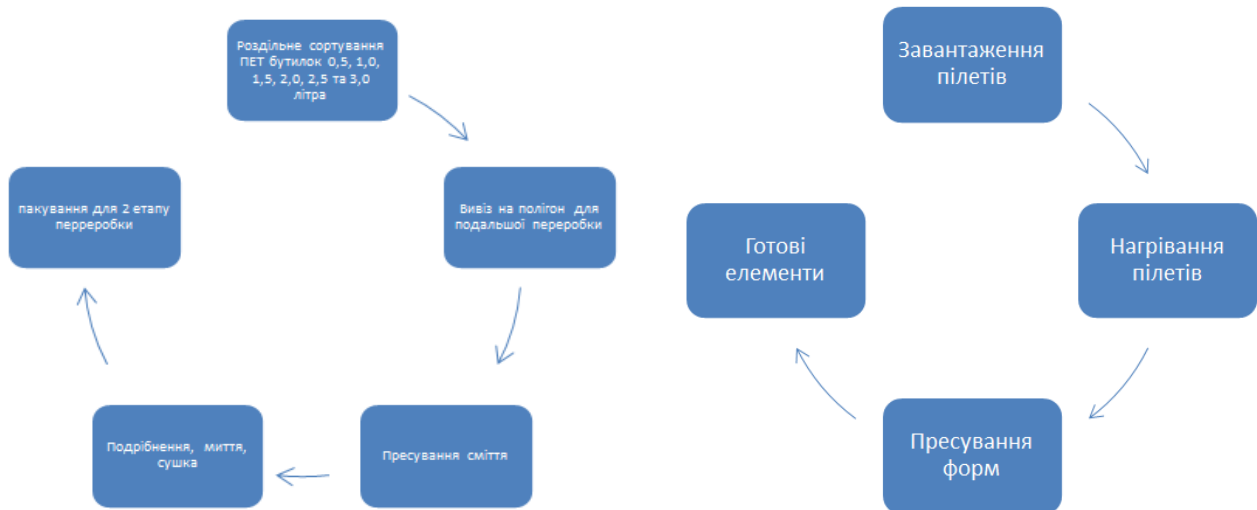 Роздільне сортування
ПЕТ бутилок 0,5, 1,0,
1,5, 2,0, 2,5 та 3,0
літра
Вивіз на полігон для
подальшої переробки
Пресування сміття
Подрібнення, миття,
сушка
пакування для 2 етапу
перреробки
Завантаження
пілетів
Нагрівання
пілетів
Пресування
форм
Готові
елементи